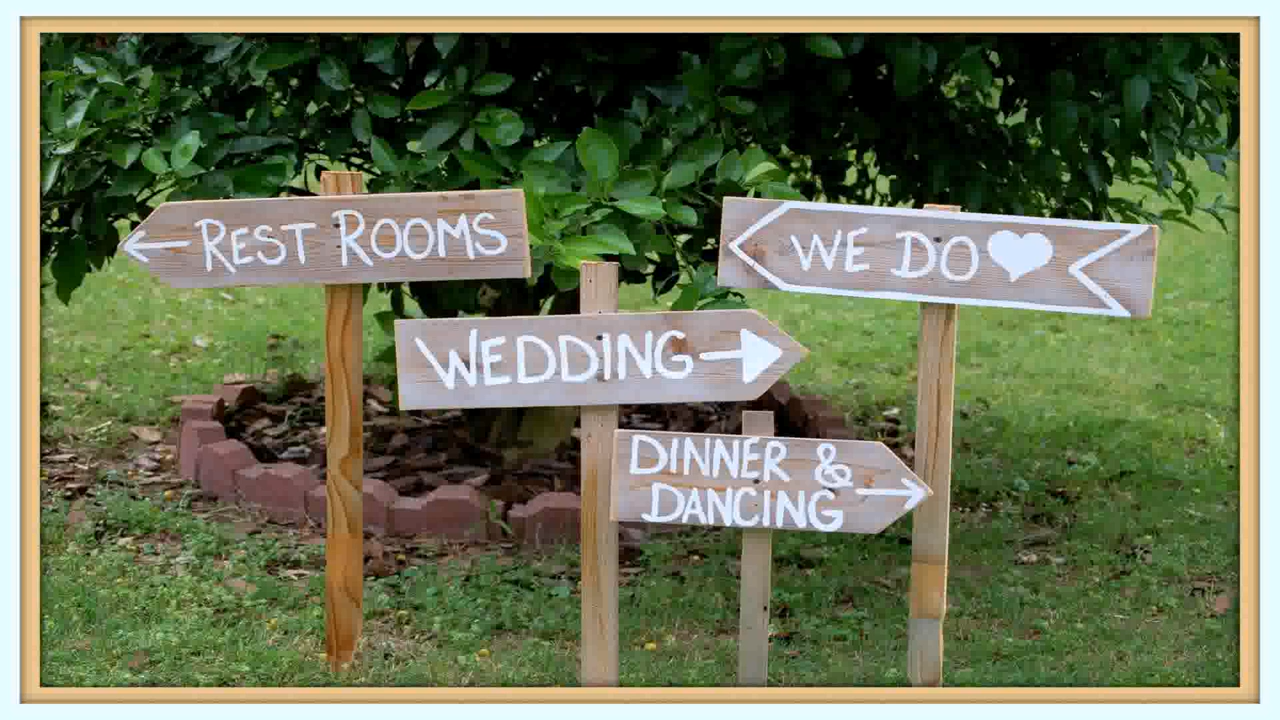 REST ROOMS
WE DO
WEDDING
DINNER &
DANCING